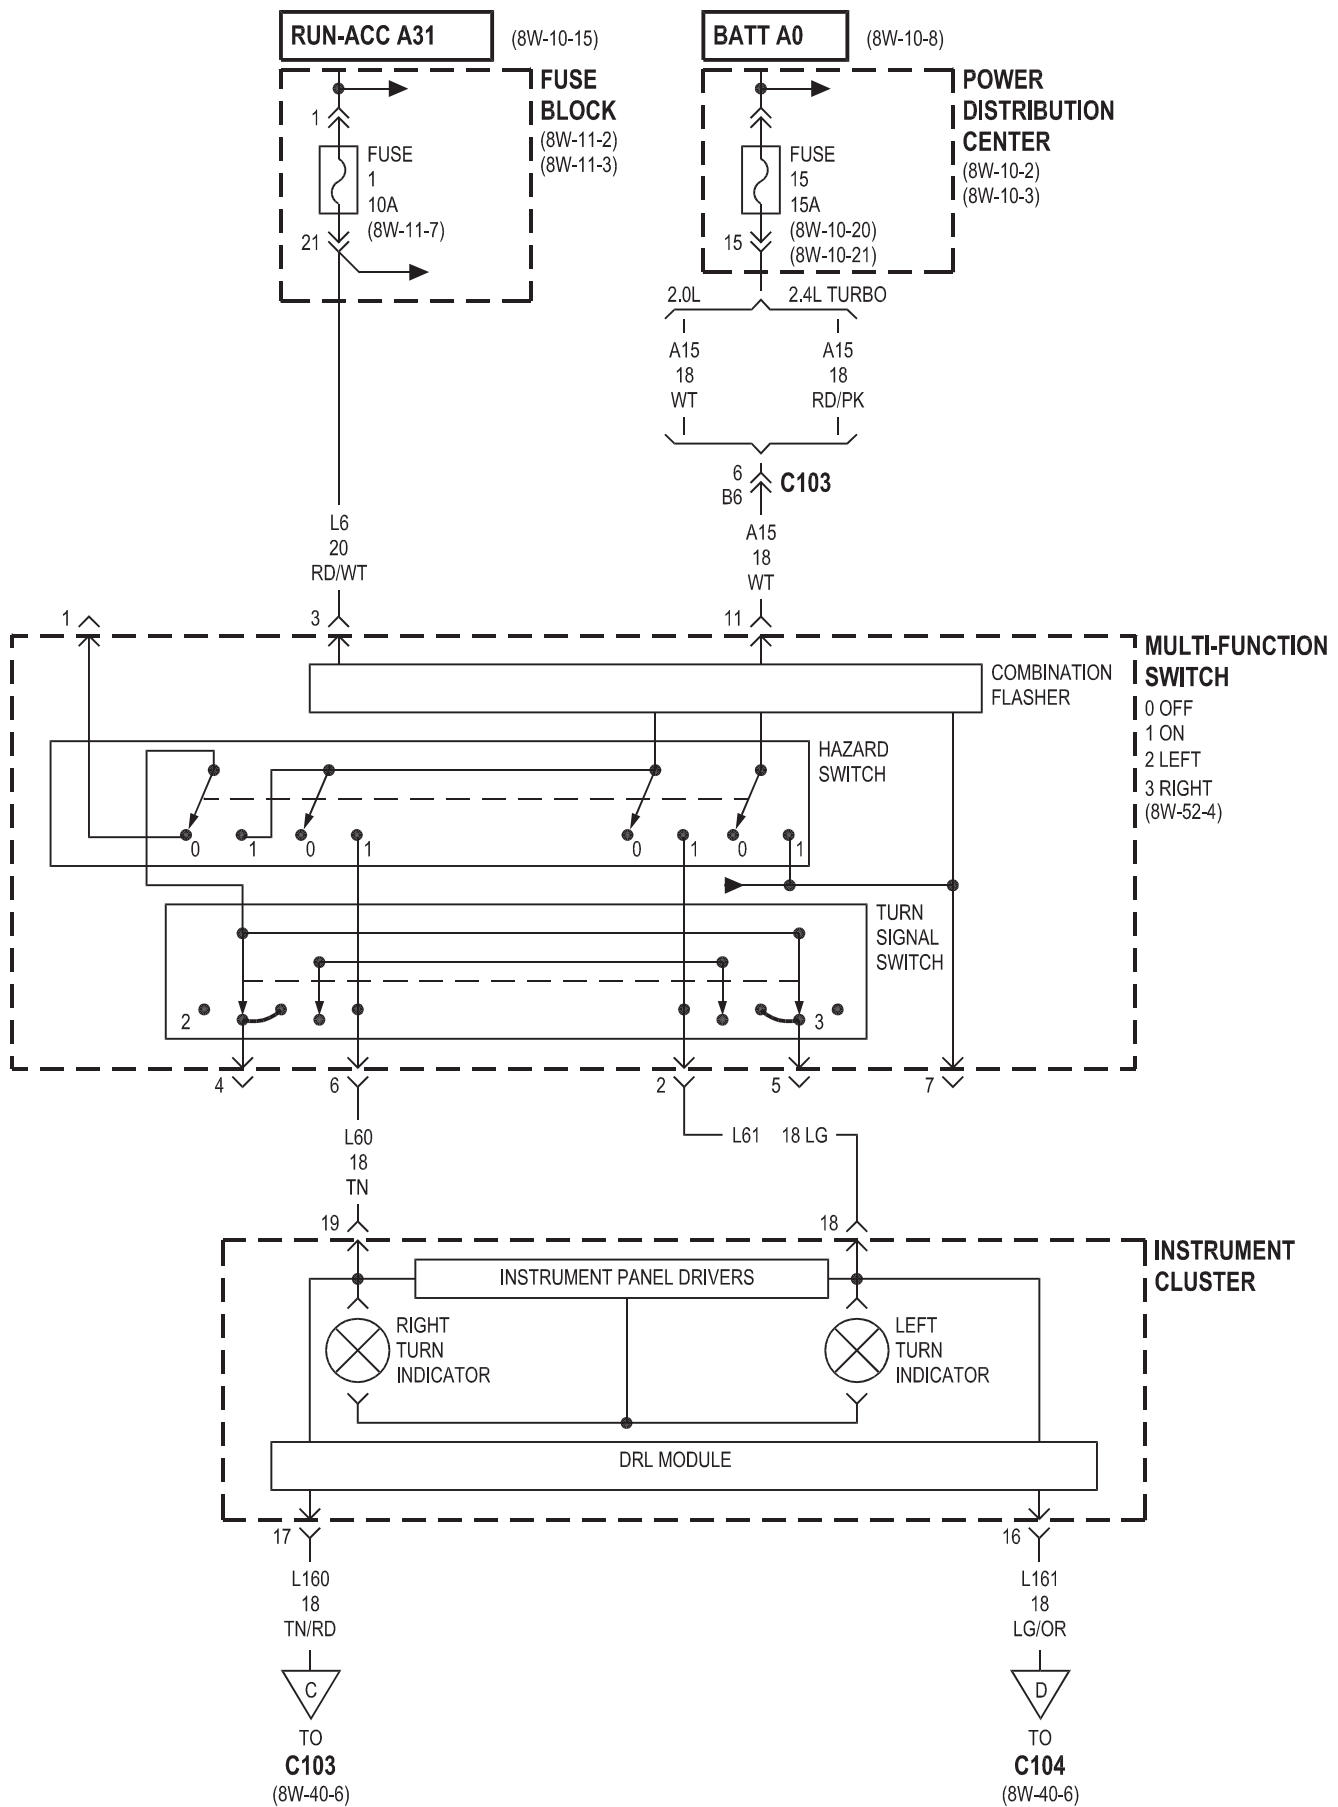 RUN-ACC A31
(8W-10-15)
BATT A0
(8W-10-8)
FUSE
BLOCK
(8W-11-2)
(8W-11-3)
1
FUSE
1
10A
(8W-11-7)
21
POWER
DISTRIBUTION
CENTER
(8W-10-2)
(8W-10-3)
FUSE
15
15A
(8W-10-20)
(8W-10-21)
15
2.0L
2.4L TURBO
A15
18
WT
A15
18
RD/PK
6
B6
C103
L6
20
RD/WT
A15
18
WT
1
3
11
MULTI-FUNCTION
SWITCH
0 OFF
1 ON
2 LEFT
3 RIGHT
(8W-52-4)
COMBINATION
FLASHER
HAZARD
SWITCH
0 1 0 1 0 1 0 1
TURN
SIGNAL
SWITCH
2
3
4
6
2
5
7
L60
18
TN
L61 18 LG
19
18
INSTRUMENT
CLUSTER
INSTRUMENT PANEL DRIVERS
RIGHT
TURN
INDICATOR
LEFT
TURN
INDICATOR
DRL MODULE
17
16
L160
18
TN/RD
L161
18
LG/OR
C
D
TO
C103
(8W-40-6)
TO
C104
(8W-40-6)